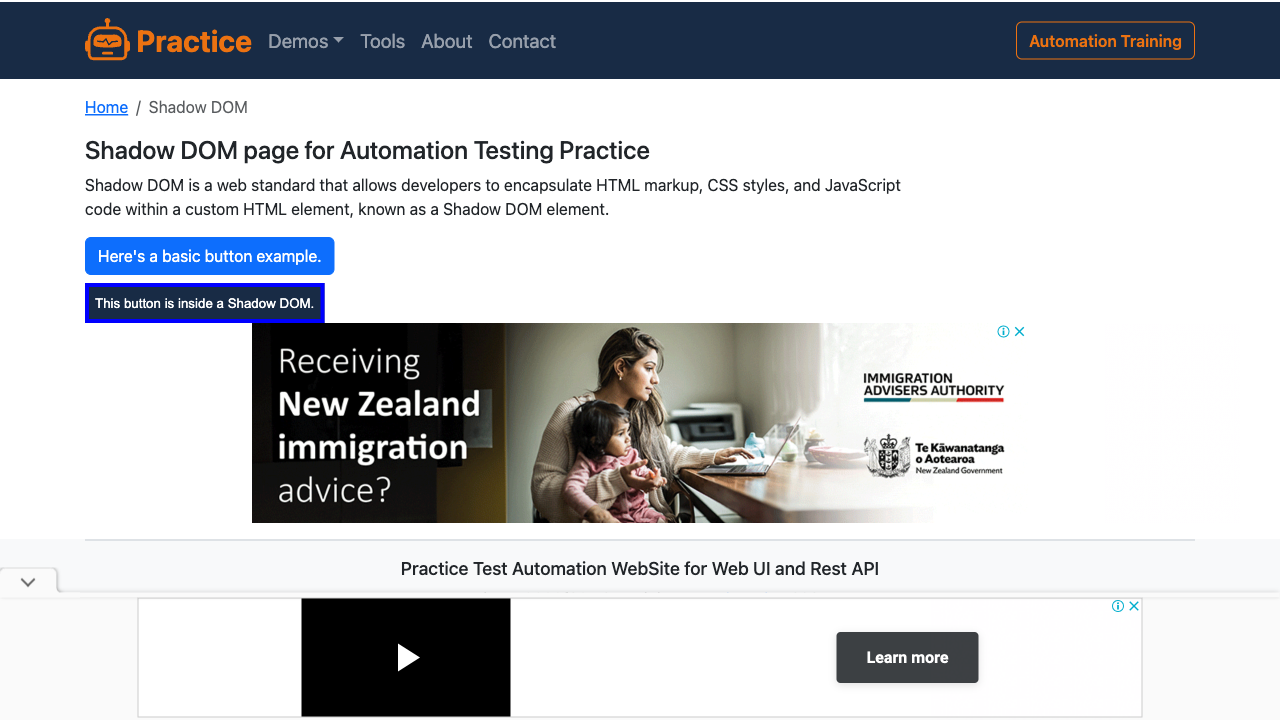 Practice Demos Tools About Contact Automation Training
Home / Shadow DOM
Shadow DOM page for Automation Testing Practice
Shadow DOM is a web standard that allows developers to encapsulate HTML markup, CSS styles, and JavaScript
code within a custom HTML element, known as a Shadow DOM element.
Here's a basic button example.
This button is inside a Shadow DOM.
Receiving
New Zealand
immigration
advice?
IMMIGRATION
ADVISERS AUTHORITY
Te Kāwanatanga
o Aotearoa
New Zealand Government
Practice Test Automation WebSite for Web UI and Rest API
Learn more